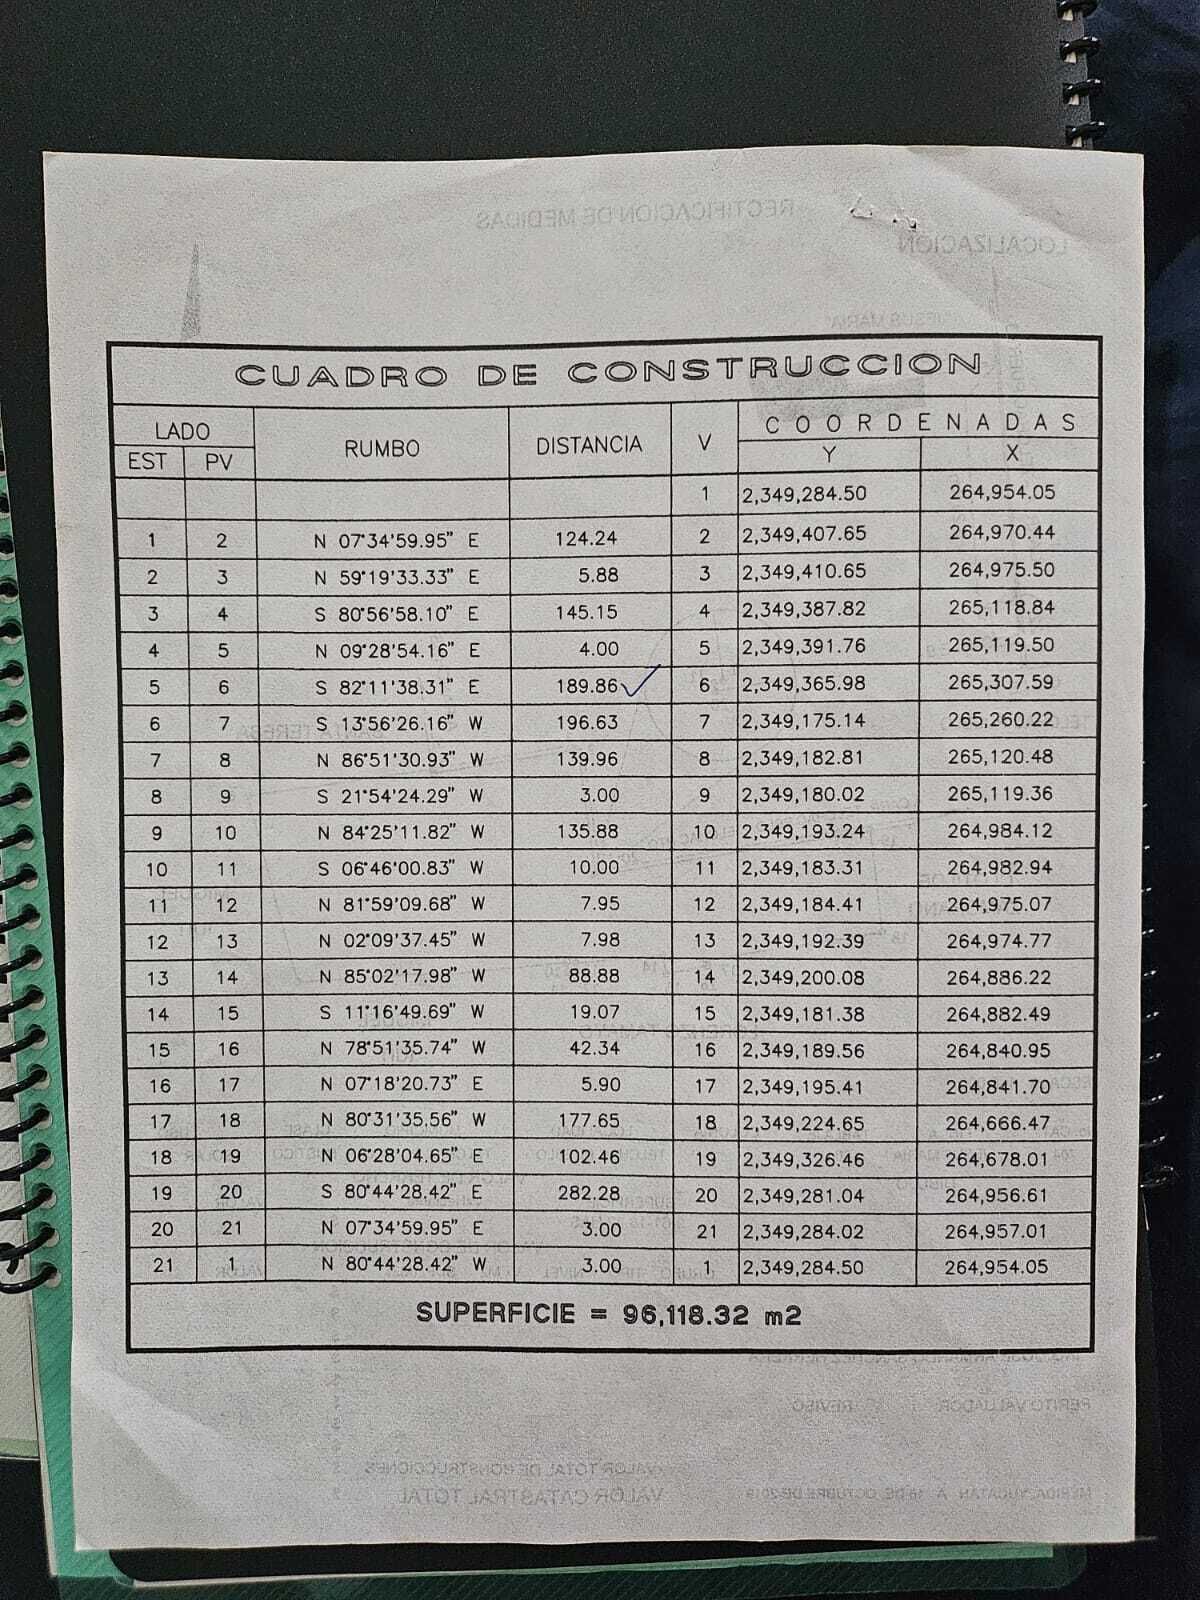 RECTIFICACION DE MEDIDAS
LOCALIZACION
CUADRO DE CONSTRUCCION
LADO RUMBO DISTANCIA V COORDENADAS
EST PV Y X
1 2,349,284.50 264,954.05
1 2 N 07°34'59.95" E 124.24 2 2,349,407.65 264,970.44
2 3 N 59°19'33.33" E 5.88 3 2,349,410.65 264,975.50
3 4 S 80°56'58.10" E 145.15 4 2,349,387.82 265,118.84
4 5 N 09°28'54.16" E 4.00 5 2,349,391.76 265,119.50
5 6 S 82°11'38.31" E 189.86 6 2,349,365.98 265,307.59
6 7 S 13°56'26.16" W 196.63 7 2,349,175.14 265,260.22
7 8 N 86°51'30.93" W 139.96 8 2,349,182.81 265,120.48
8 9 S 21°54'24.29" W 3.00 9 2,349,180.02 265,119.36
9 10 N 84°25'11.82" W 135.88 10 2,349,193.24 264,984.12
10 11 S 06°46'00.83" W 10.00 11 2,349,183.31 264,982.94
11 12 N 81°59'09.68" W 7.95 12 2,349,184.41 264,975.07
12 13 N 02°09'37.45" W 7.98 13 2,349,192.39 264,974.77
13 14 N 85°02'17.98" W 88.88 14 2,349,200.08 264,886.22
14 15 S 11°16'49.69" W 19.07 15 2,349,181.38 264,882.49
15 16 N 78°51'35.74" W 42.34 16 2,349,189.56 264,840.95
16 17 N 07°18'20.73" E 5.90 17 2,349,195.41 264,841.70
17 18 N 80°31'35.56" W 177.65 18 2,349,224.65 264,666.47
18 19 N 06°28'04.65" E 102.46 19 2,349,326.46 264,678.01
19 20 S 80°44'28.42" E 282.28 20 2,349,281.04 264,956.61
20 21 N 07°34'59.95" E 3.00 21 2,349,284.02 264,957.01
21 1 N 80°44'28.42" W 3.00 1 2,349,284.50 264,954.05
SUPERFICIE = 96,118.32 m2
PERITO VALUADOR REVISO
VALOR TOTAL DE CONSTRUCCIONES
VALOR CATASTRAL TOTAL